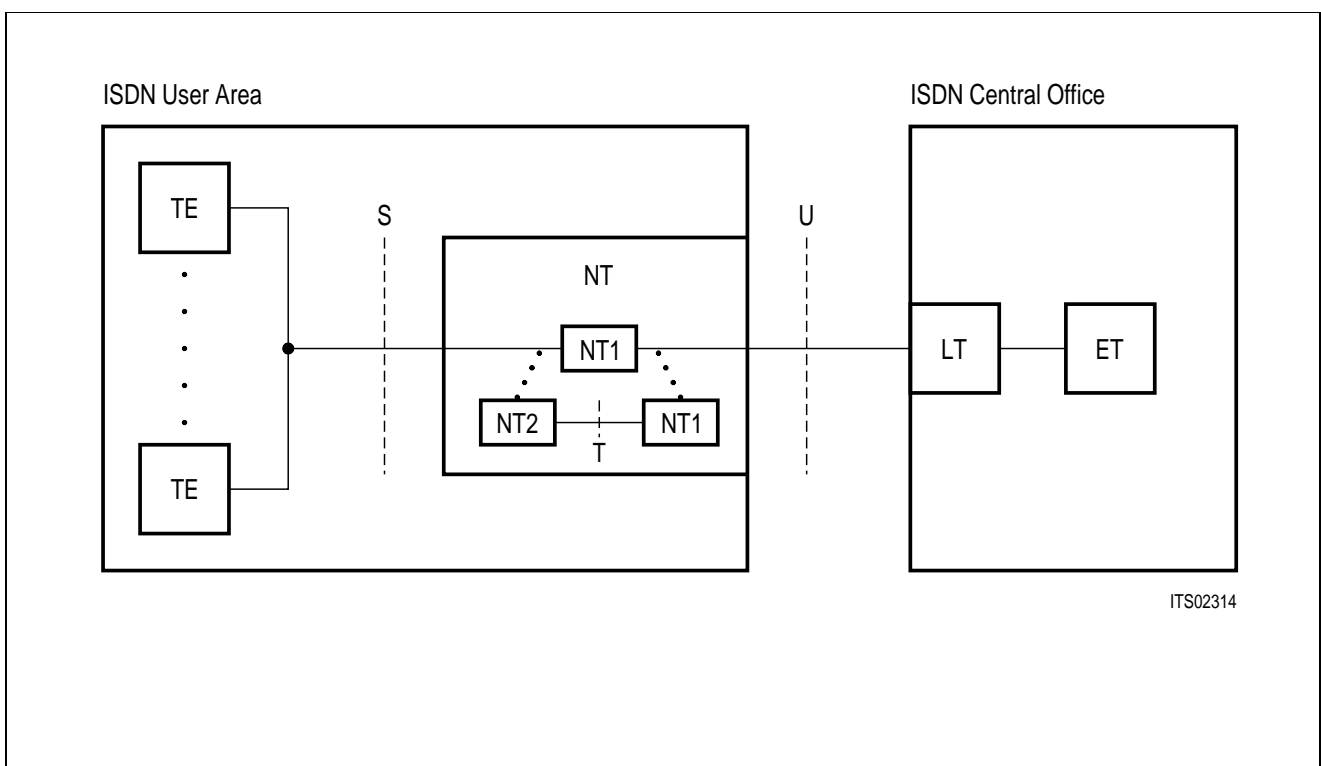 ISDN User Area
ISDN Central Office
TE
S
U
NT
NT1
LT
ET
NT2
NT1
T
TE
ITS02314